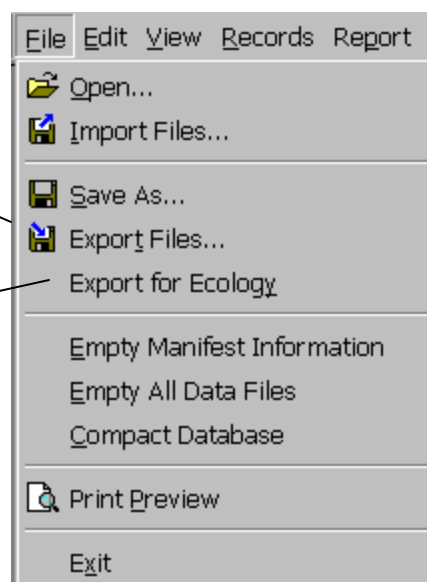 File Edit View Records Report
Open...
Import Files...
Save As...
Export Files...
Export for Ecology
Empty Manifest Information
Empty All Data Files
Compact Database
Print Preview
Exit